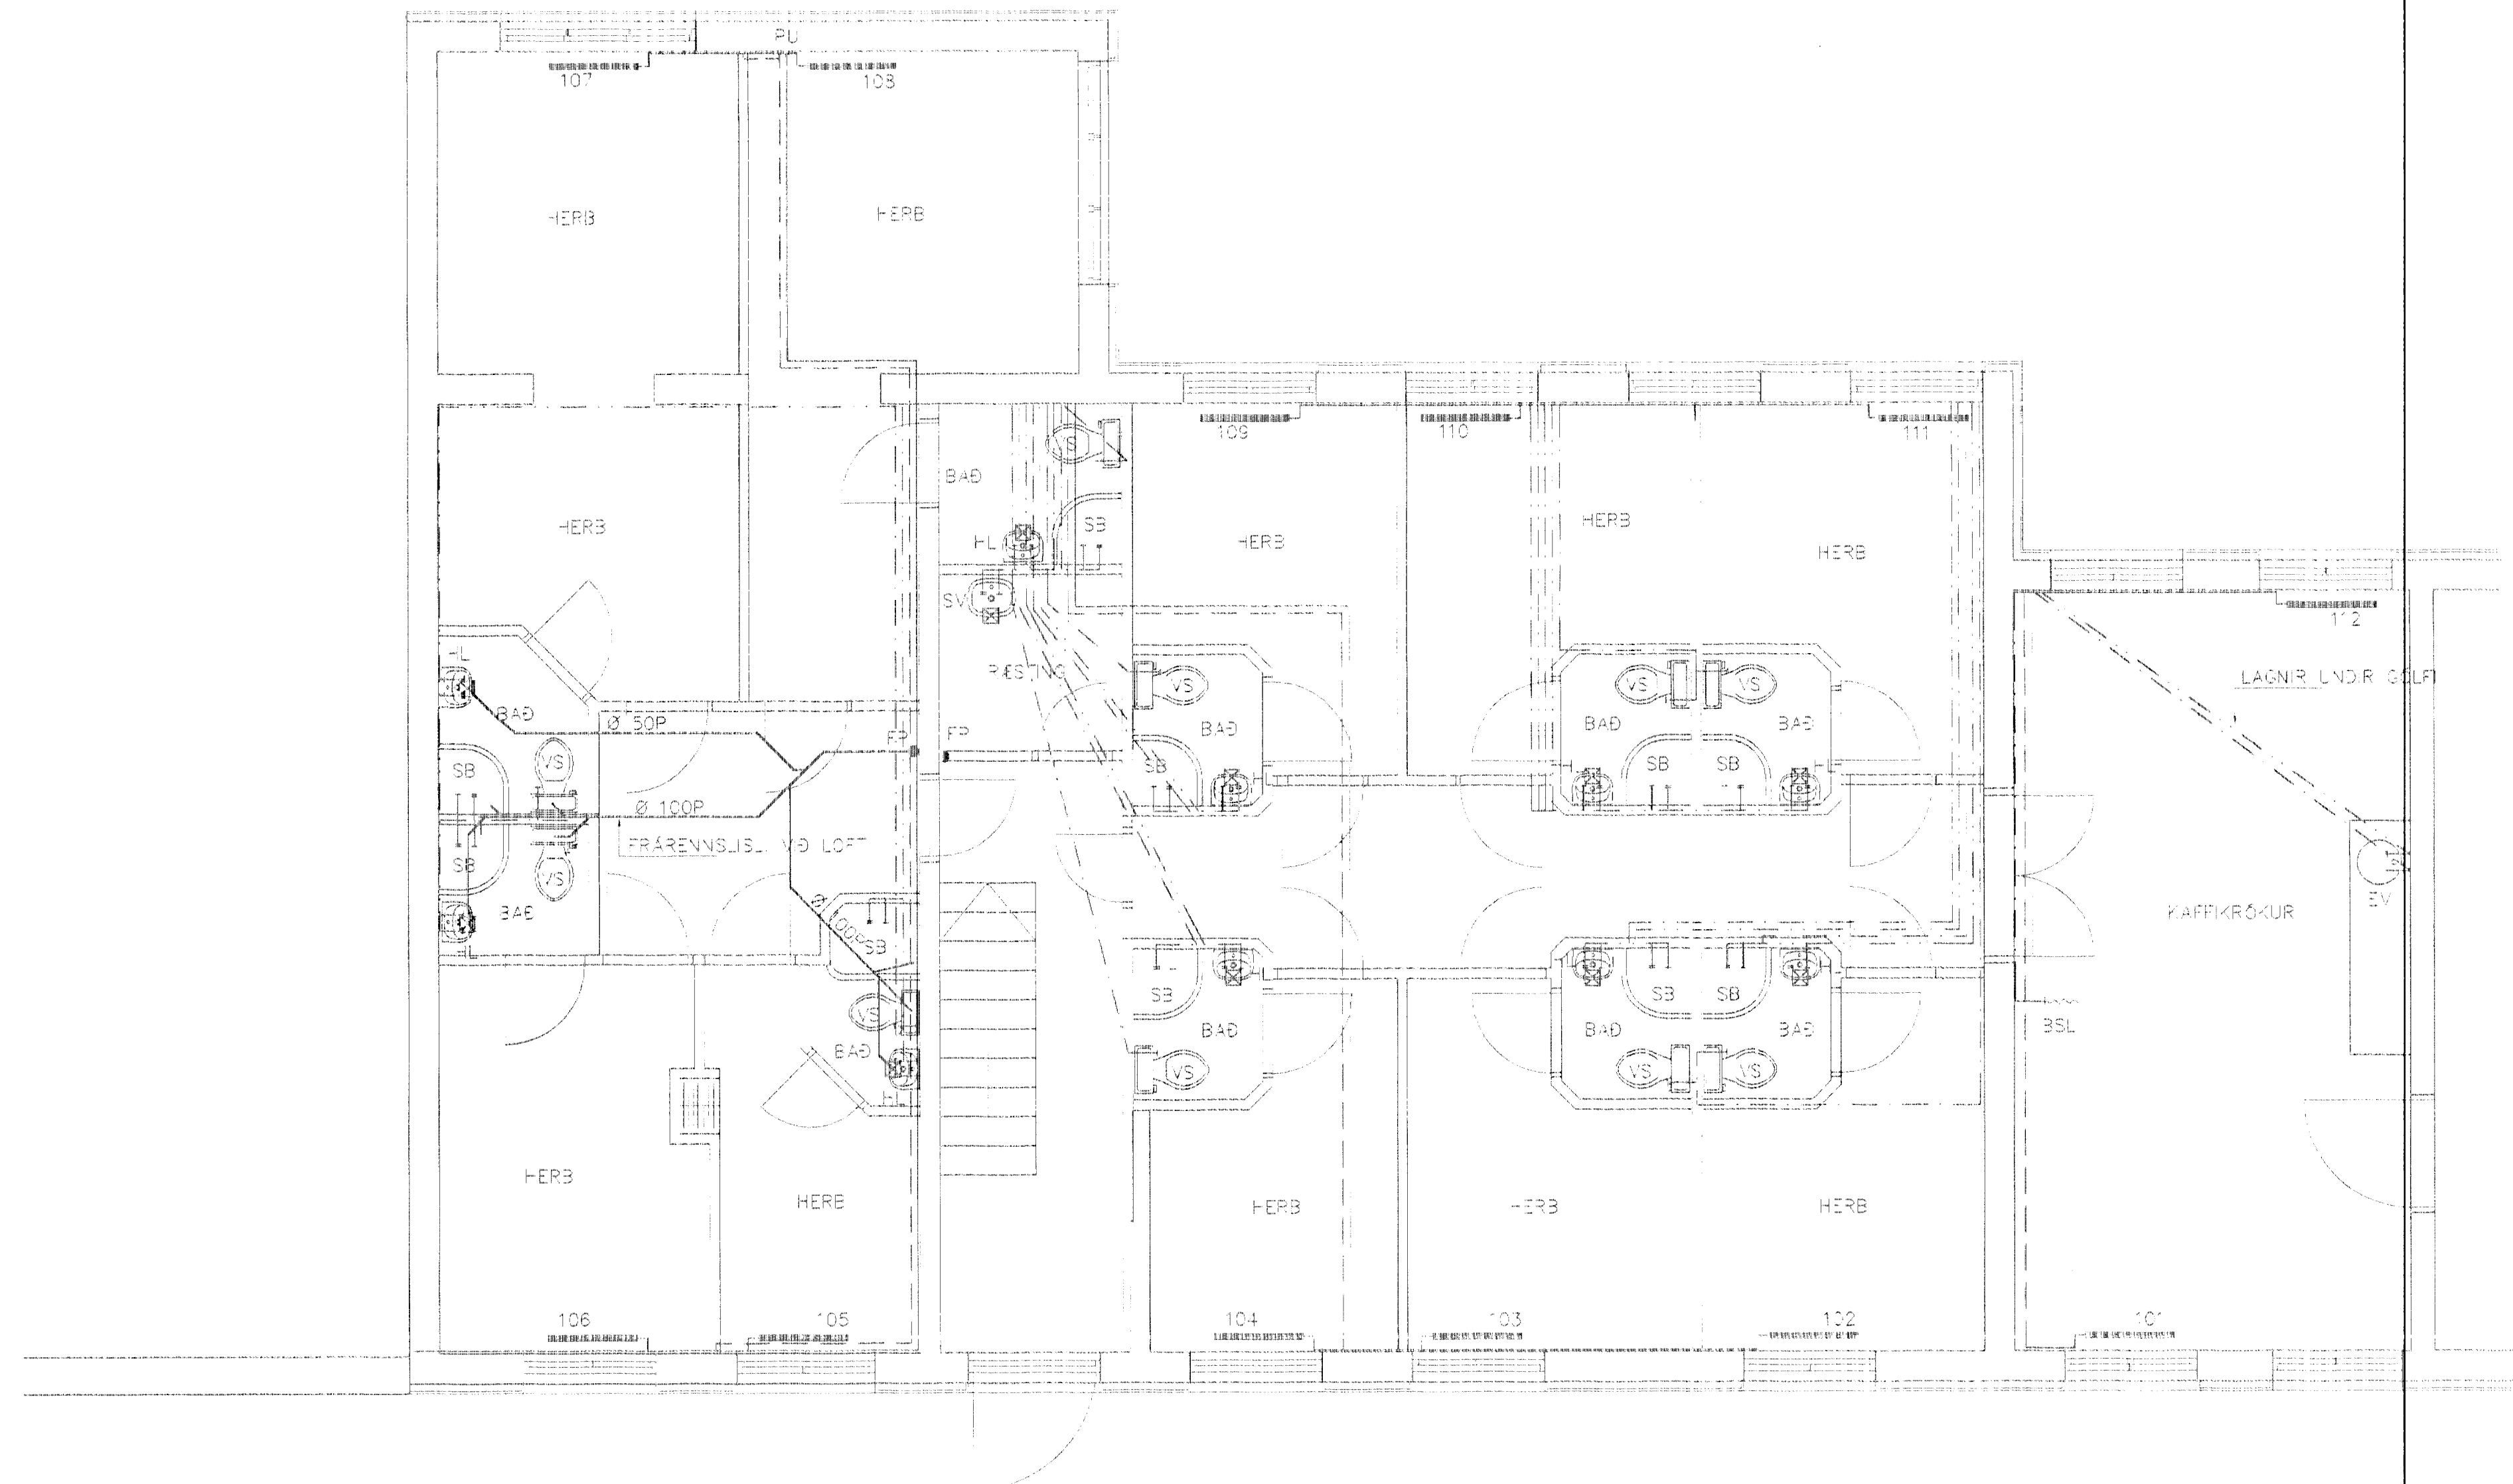 PU
107
108
HERB
HERB
109
110
111
VS
BAÐ
HERB
SB
HERB
HL
HERB
HERB
SV
112
HL
RÆSTING
LAGNIR UNDIR GÓLFI
VS
VS
VS
BAÐ
Ø 50P
BAÐ
BAÐ
BAÐ
FP
FP
VS
SB
SB
SB
SB
Ø 100P
FRÁRENNSLISL. VIÐ LOFT
SB
VS
EV
BAÐ
Ø 100P
SB
KAFFIKRÓKUR
HL
SB
SB
SB
VS
BAÐ
BAÐ
BAÐ
BSL
BAÐ
VS
VS
VS
HL
HERB
HERB
HERB
HERB
HERB
106
105
104
103
102
101